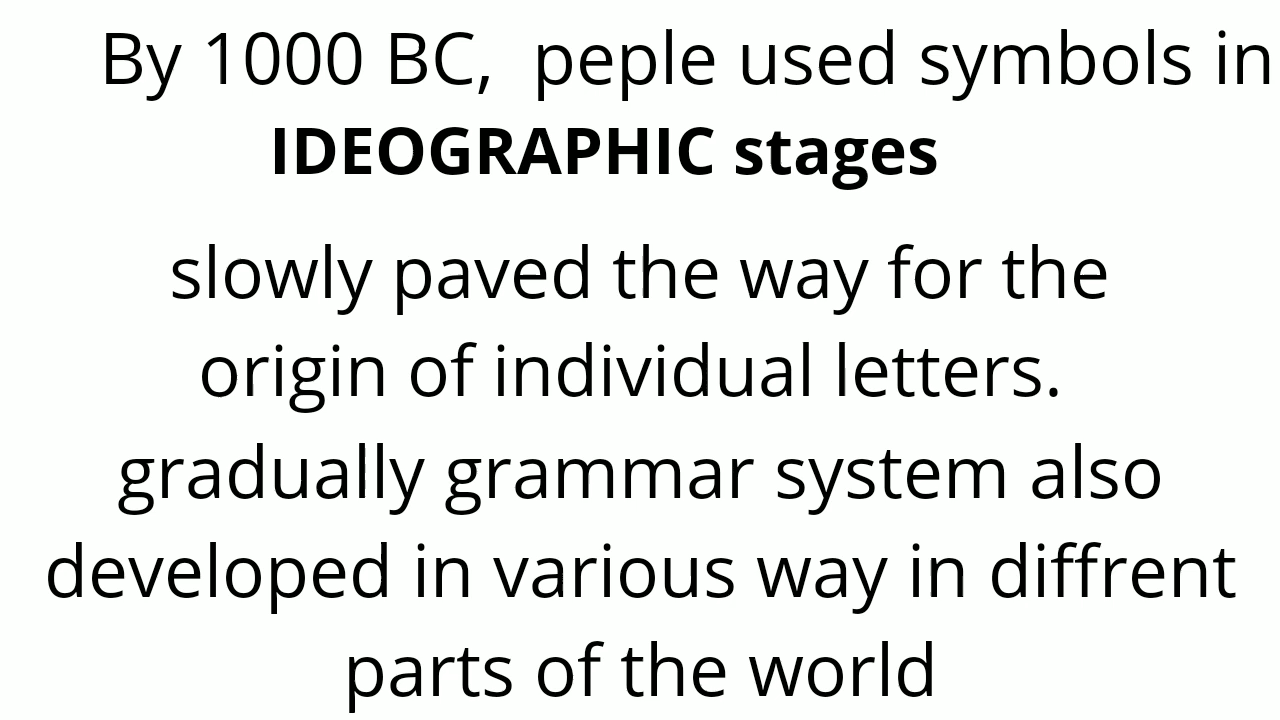 By 1000 BC, peple used symbols in
IDEOGRAPHIC stages
slowly paved the way for the
origin of individual letters.
gradually grammar system also
developed in various way in diffrent
parts of the world